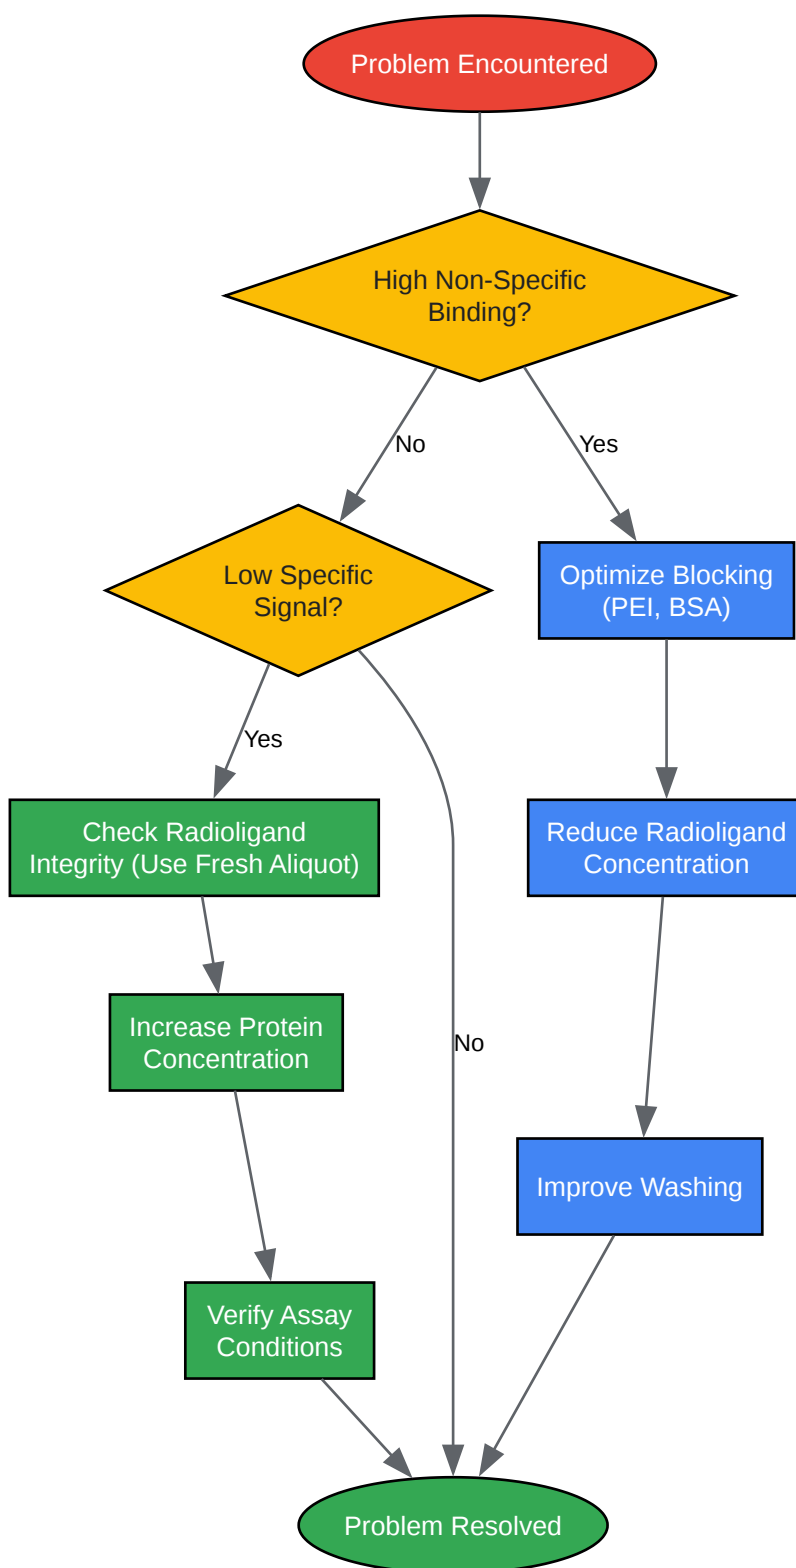 Problem Encountered
High Non-Specific
Binding?
No
Yes
Low Specific
Signal?
Optimize Blocking
(PEI, BSA)
Yes
Check Radioligand
Integrity (Use Fresh Aliquot)
Reduce Radioligand
Concentration
Increase Protein
Concentration
No
Improve Washing
Verify Assay
Conditions
Problem Resolved